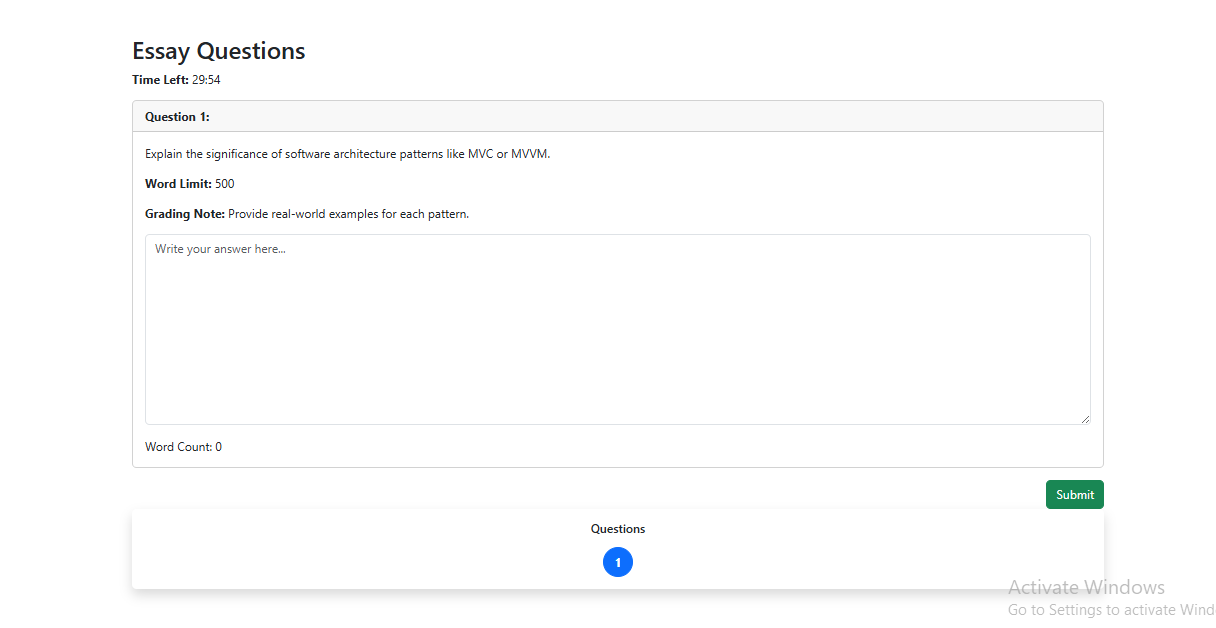 Essay Questions
Time Left: 29:54
Question 1:
Explain the significance of software architecture patterns like MVC or MVVM.
Word Limit: 500
Grading Note: Provide real-world examples for each pattern.
Write your answer here...
Word Count: 0
Submit
Questions
1
Activate Windows
Go to Settings to activate Wind